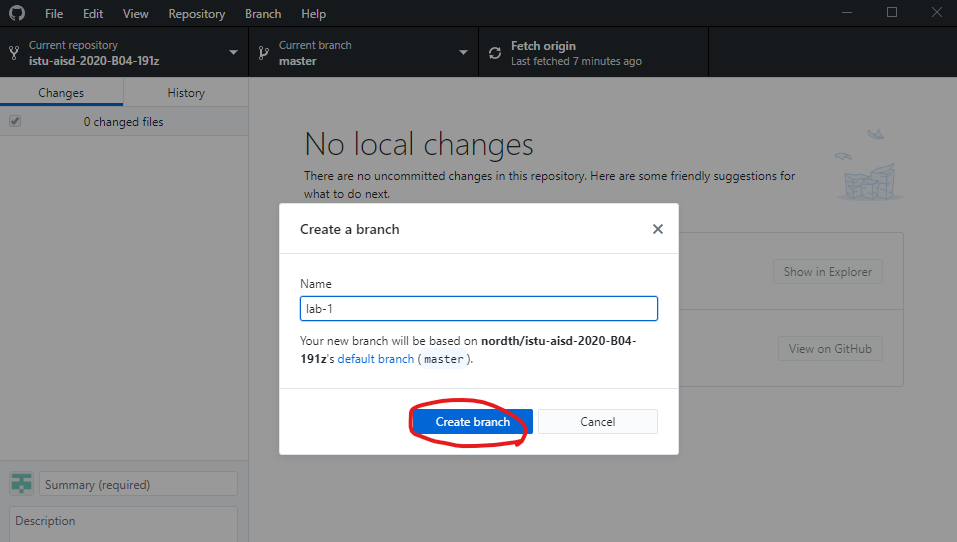 File Edit View Repository Branch Help
Current repository
istu-aisd-2020-B04-191z
Current branch
master
Fetch origin
Last fetched 7 minutes ago
Changes History
0 changed files
No local changes
There are no uncommitted changes in this repository. Here are some friendly suggestions for
what to do next.
Show in Explorer
View on GitHub
Create a branch
Name
lab-1
Your new branch will be based on nordth/istu-aisd-2020-B04-
191z's default branch ( master ).
Create branch Cancel
Summary (required)
Description